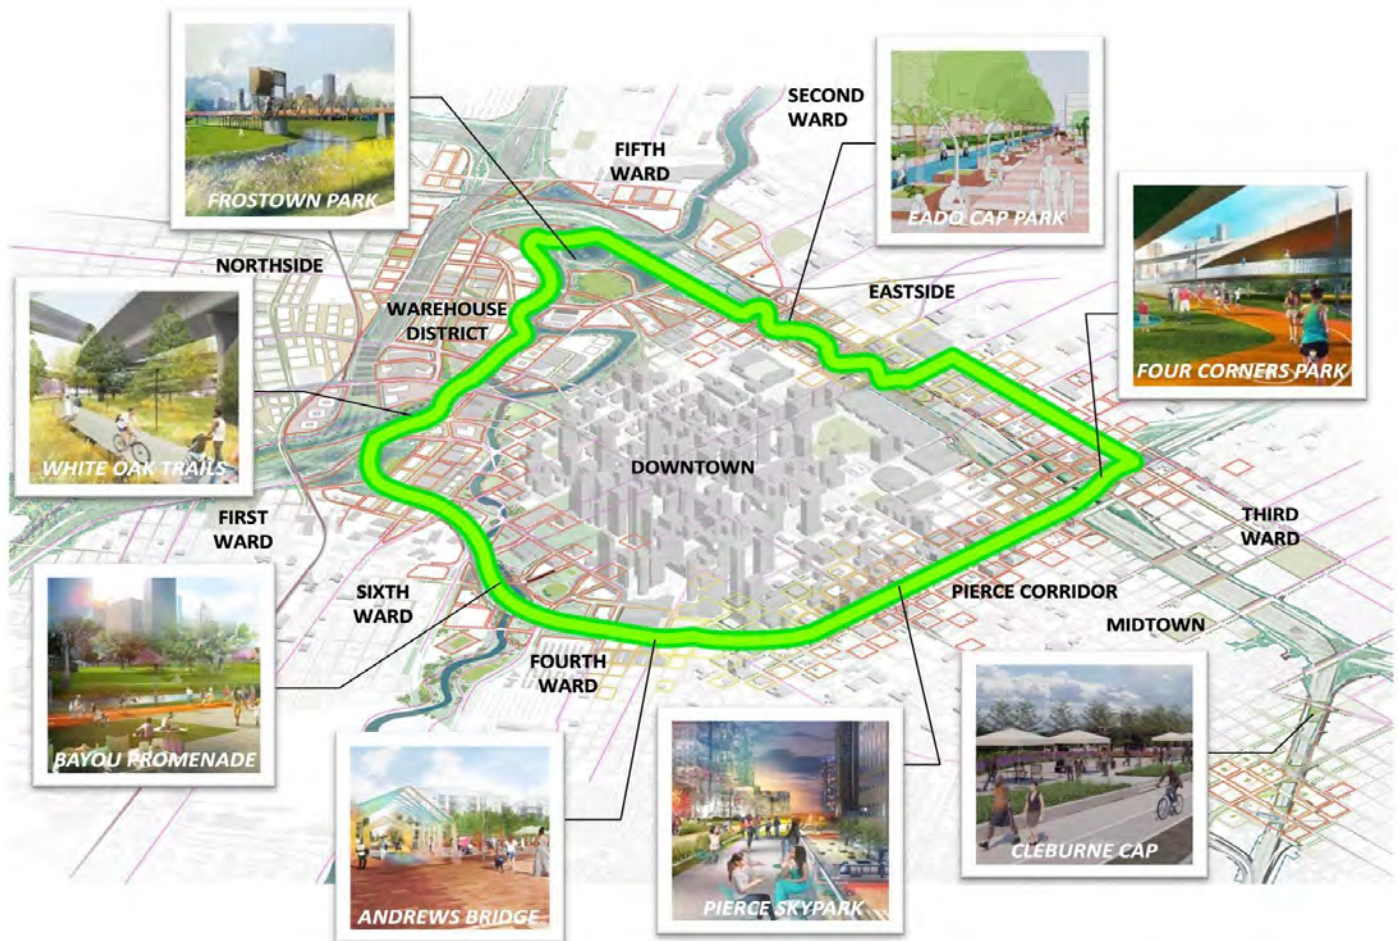 FROSTOWN PARK
SECOND
WARD
EADO CAP PARK
FIFTH
WARD
FOUR CORNERS PARK
NORTHSIDE
WAREHOUSE
DISTRICT
EASTSIDE
WHITE OAK TRAILS
DOWNTOWN
FIRST
WARD
THIRD
WARD
SIXTH
WARD
PIERCE CORRIDOR
MIDTOWN
FOURTH
WARD
BAYOU PROMENADE
ANDREWS BRIDGE
PIERCE SKYPARK
CLEBURNE CAP